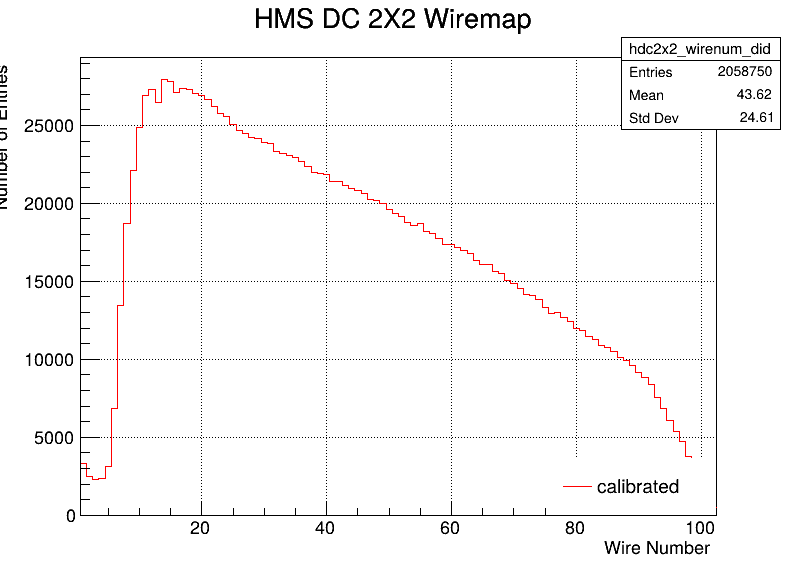 HMS DC 2X2 Wiremap
hdc2x2_wirenum_did
Entries 2058750
Mean 43.62
Std Dev 24.61
Number of Entries
25000
20000
15000
10000
5000
0
20 40 60 80 100
calibrated
Wire Number